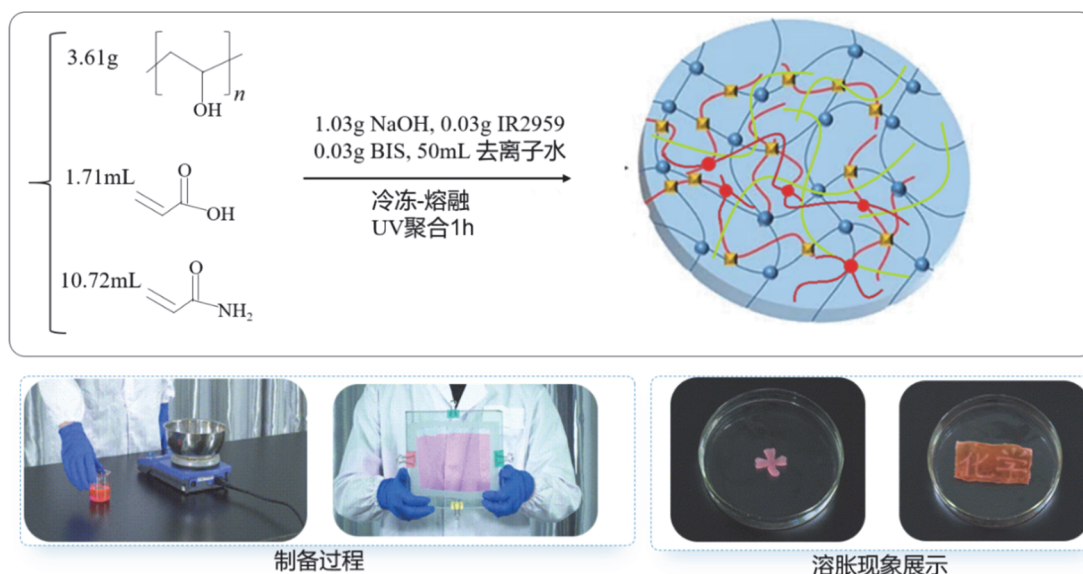 3.61g
OH
n
1.71mL
O
OH
10.72mL
O
NH₂
1.03g NaOH, 0.03g IR2959
0.03g BIS, 50mL 去离子水
冷冻-熔融
UV聚合1h
化学
制备过程
溶胀现象展示